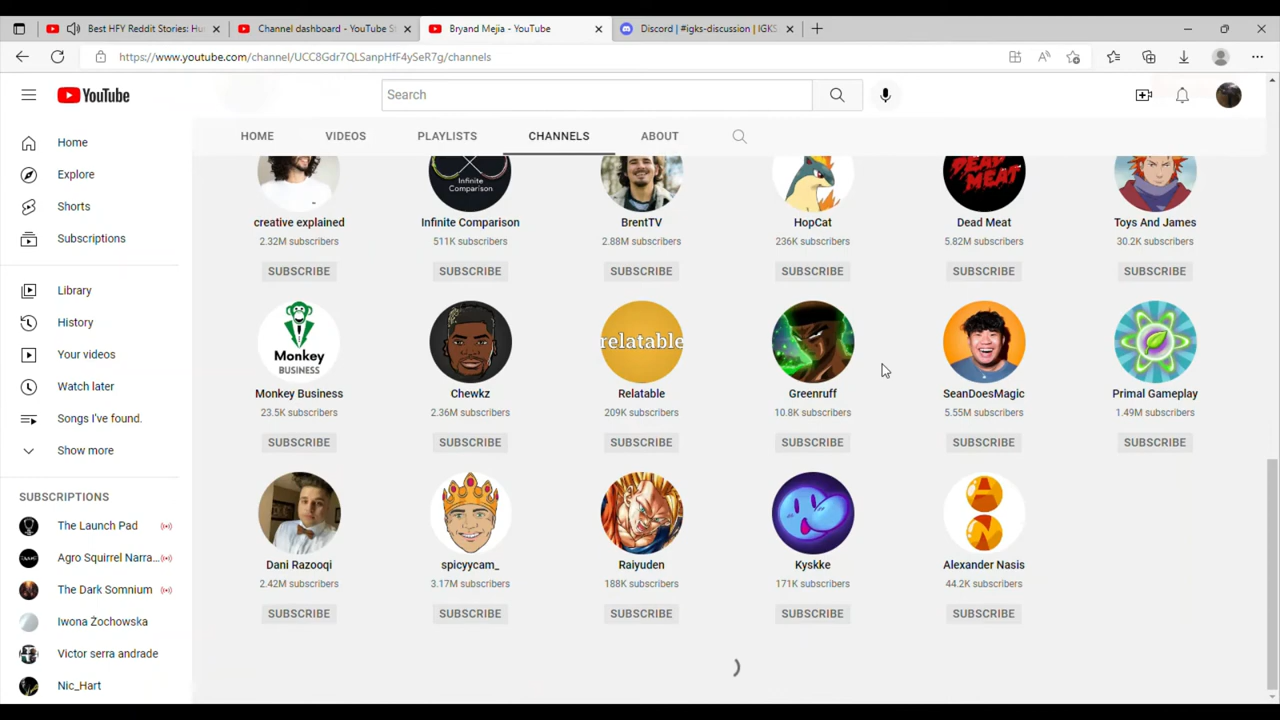 Best HFY Reddit Stories: Hu
Channel dashboard - YouTube S
Bryand Mejia - YouTube
Discord | #igks-discussion | IGKS
https://www.youtube.com/channel/UCC8Gdr7QLSanpHfF4ySeR7g/channels
YouTube
Search
HOME VIDEOS PLAYLISTS CHANNELS ABOUT
Home
Explore
Shorts
Subscriptions
Library
History
Your videos
Watch later
Songs I've found.
Show more
SUBSCRIPTIONS
The Launch Pad
Agro Squirrel Narra...
The Dark Somnium
Iwona Żochowska
Victor serra andrade
Nic_Hart
Infinite
Comparison
DEAD
MEAT
creative explained Infinite Comparison BrentTV HopCat Dead Meat Toys And James
2.32M subscribers 511K subscribers 2.88M subscribers 236K subscribers 5.82M subscribers 30.2K subscribers
SUBSCRIBE SUBSCRIBE SUBSCRIBE SUBSCRIBE SUBSCRIBE SUBSCRIBE
Monkey
BUSINESS
relatable
Monkey Business Chewkz Relatable Greenruff SeanDoesMagic Primal Gameplay
23.5K subscribers 2.36M subscribers 209K subscribers 10.8K subscribers 5.55M subscribers 1.49M subscribers
SUBSCRIBE SUBSCRIBE SUBSCRIBE SUBSCRIBE SUBSCRIBE SUBSCRIBE
A
N
Dani Razooqi spicyycam_ Raiyuden Kyskke Alexander Nasis
2.42M subscribers 3.17M subscribers 188K subscribers 171K subscribers 44.2K subscribers
SUBSCRIBE SUBSCRIBE SUBSCRIBE SUBSCRIBE SUBSCRIBE